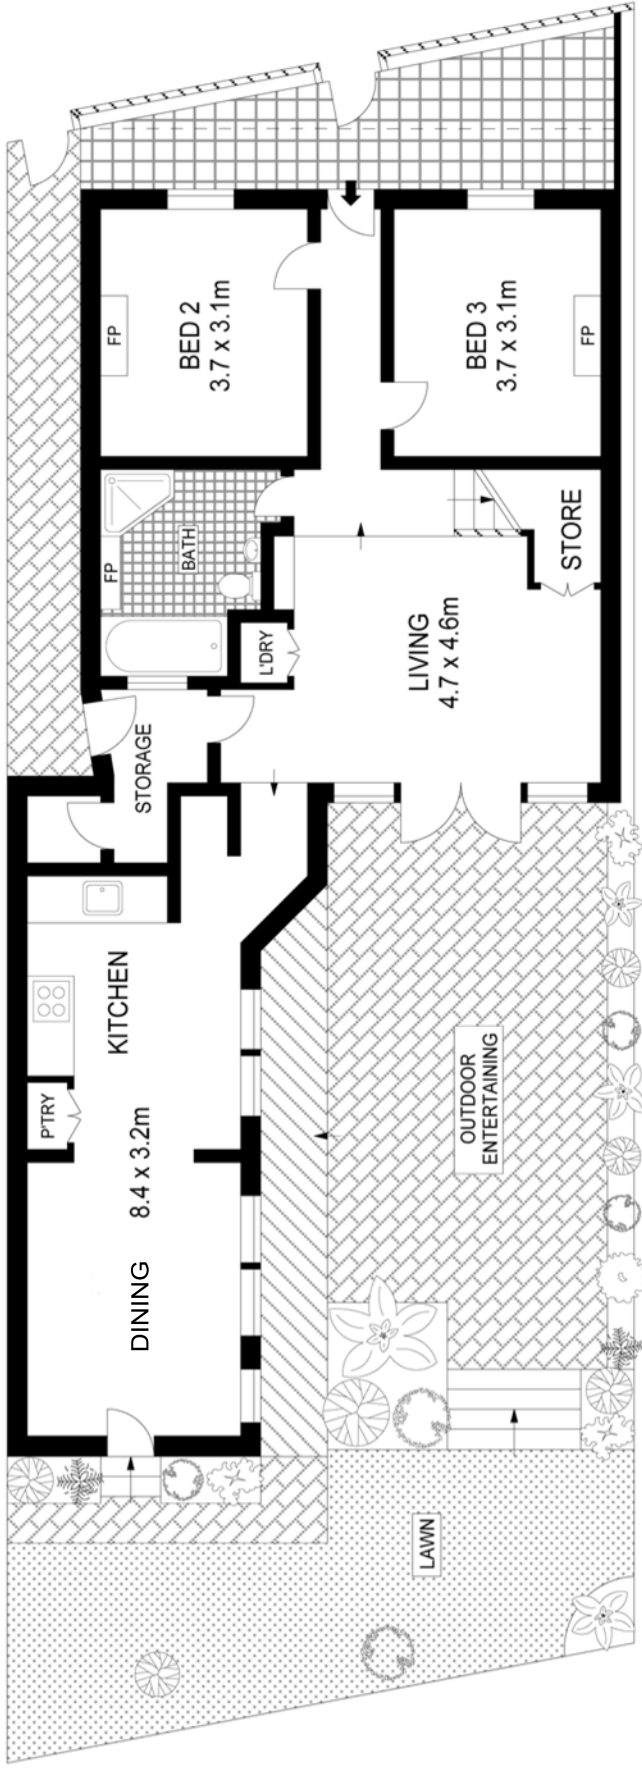 FP
BED 2
3.7 x 3.1m
BED 3
3.7 x 3.1m
FP
FP
BATH
STORE
L'DRY
LIVING
4.7 x 4.6m
STORAGE
KITCHEN
P'TRY
8.4 x 3.2m
DINING
OUTDOOR
ENTERTAINING
LAWN